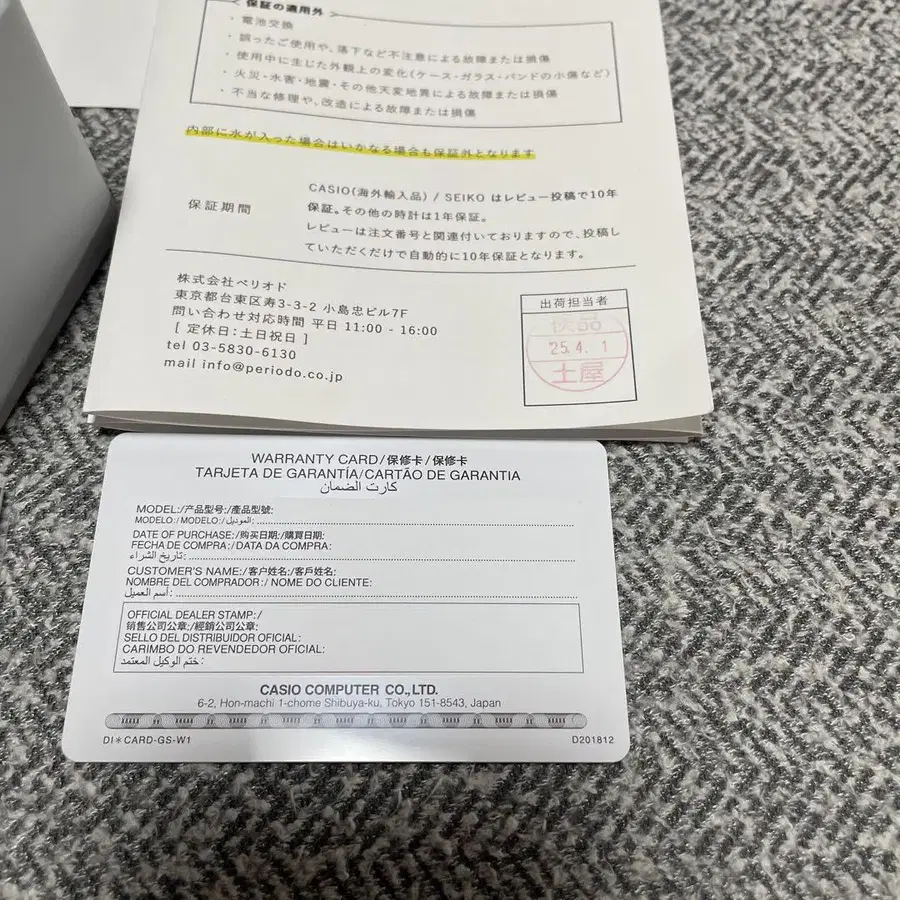 保証の適用外
・電池交換
・誤ったご使用や、落下など不注意による故障または損傷
・使用中に生じた外観上の変化(ケース・ガラス・バンドの小傷など)
・火災・水害・地震・その他天変地異による故障または損傷
・不当な修理や、改造による故障または損傷
内部に水が入った場合はいかなる場合も保証外となります
保証期間
CASIO(海外輸入品) / SEIKO はレビュー投稿で10年
保証。その他の時計は1年保証。
レビューは注文番号と関連付いておりますので、投稿し
ていただくだけで自動的に10年保証となります。
株式会社ペリオド
東京都台東区寿3-3-2 小島忠ビル7F
問い合わせ対応時間 平日 11:00 - 16:00
[ 定休日:土日祝日 ]
tel 03-5830-6130
mail info@periodo.co.jp
出荷担当者
検品
'25.4.1
土屋
WARRANTY CARD/保修卡/保修卡
TARJETA DE GARANTÍA/CARTÃO DE GARANTIA
كارت الضمان
MODEL:/产品型号:/產品型號:
MODELO:/MODELO:/الموديل:
DATE OF PURCHASE:/购买日期:/購買日期:
FECHA DE COMPRA:/DATA DA COMPRA:
تاريخ الشراء:
CUSTOMER'S NAME:/客户姓名:/客戶姓名:
NOMBRE DEL COMPRADOR:/ NOME DO CLIENTE:
اسم العميل:
OFFICIAL DEALER STAMP:/
销售公司公章:/經銷公司公章:
SELLO DEL DISTRIBUIDOR OFICIAL:
CARIMBO DO REVENDEDOR OFICIAL:
ختم الوكيل المعتمد:
CASIO COMPUTER CO.,LTD.
6-2, Hon-machi 1-chome Shibuya-ku, Tokyo 151-8543, Japan
DI＊CARD-GS-W1
D201812